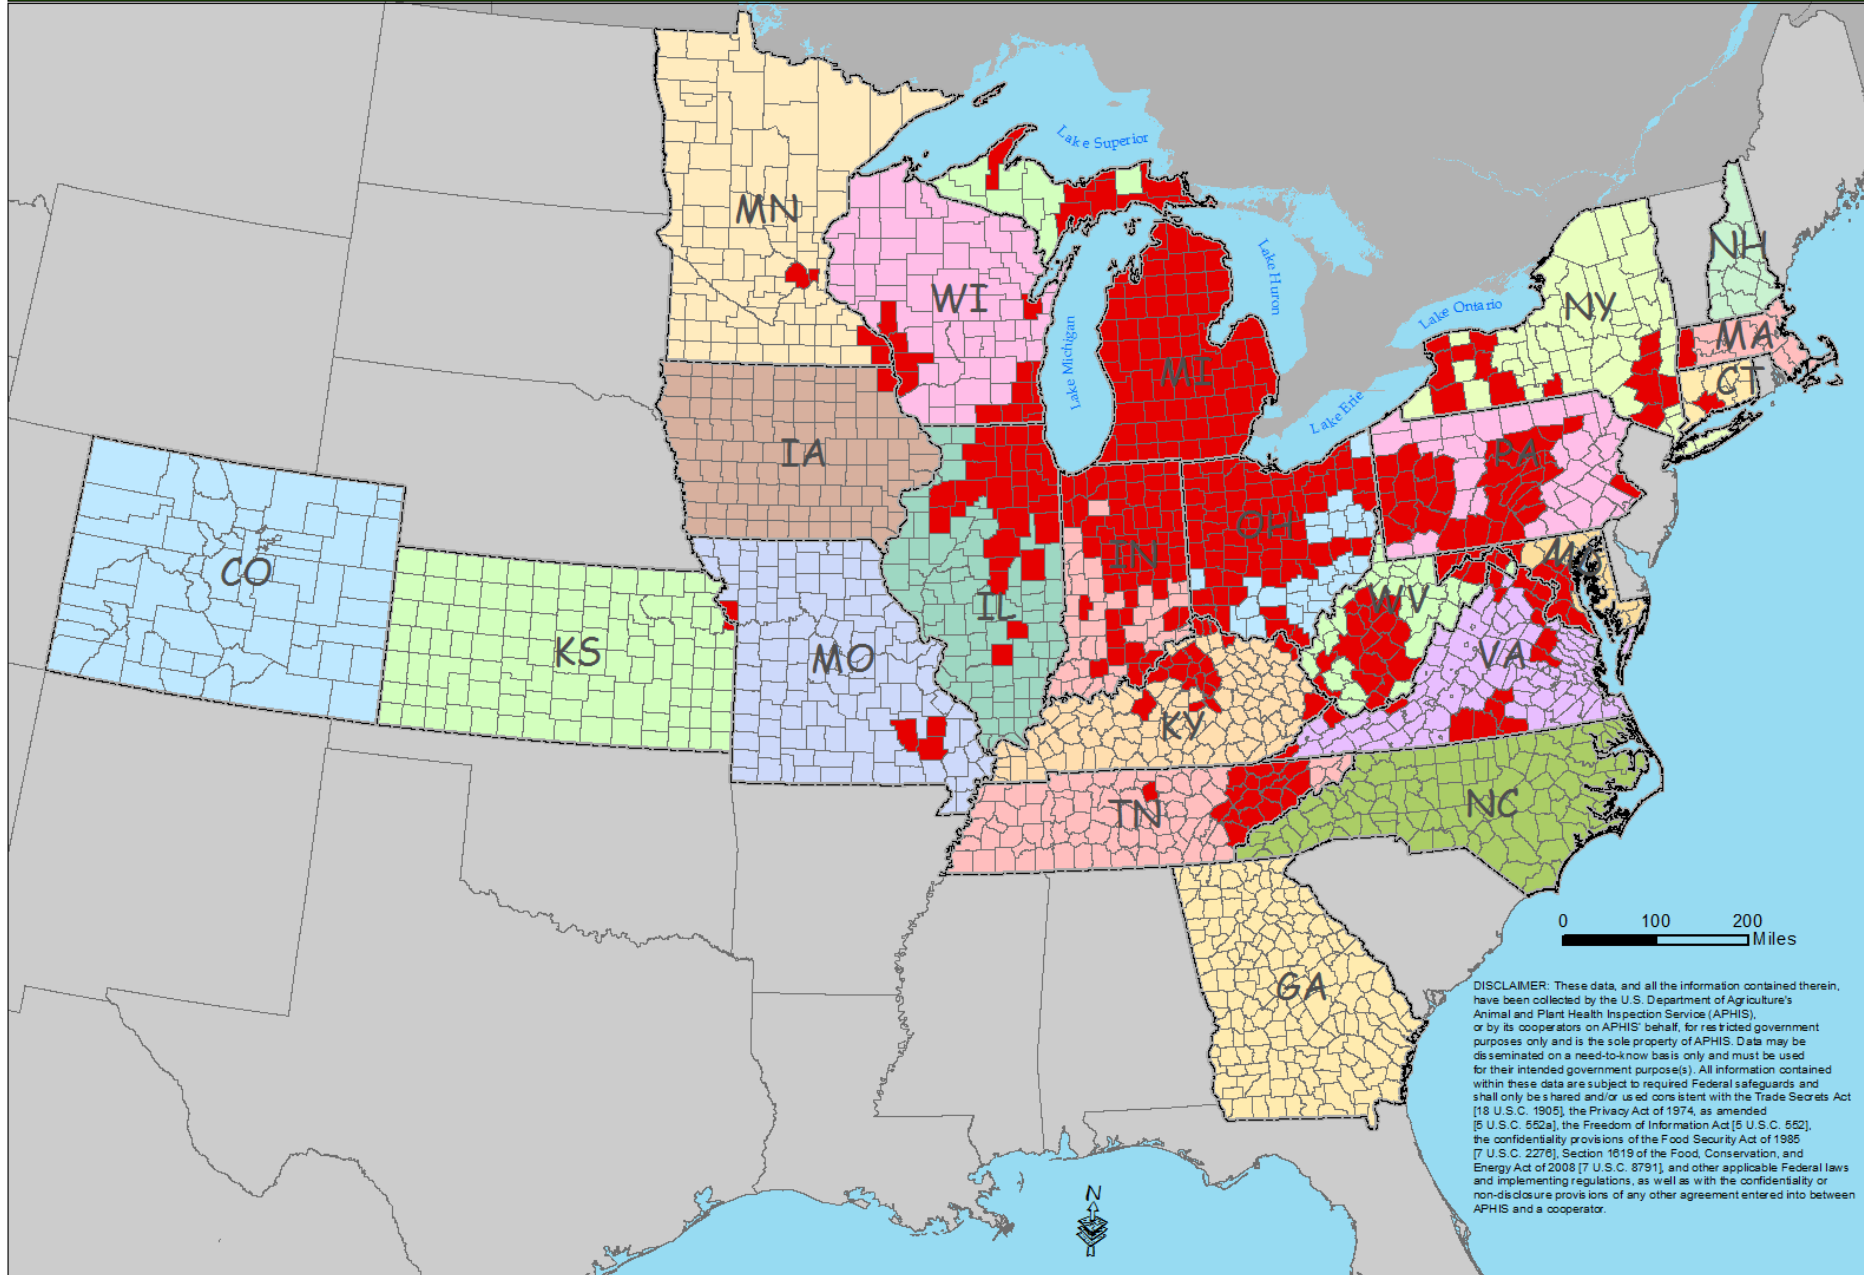 Lake Superior
MN
Lake Huron
NH
WI
NY
Lake Ontario
MA
Lake Michigan
MI
CT
Lake Erie
IA
PA
OH
IN
MD
CO
WV
IL
KS
MO
VA
KY
NC
TN
GA
0 100 200
Miles
DISCLAIMER: These data, and all the information contained therein,
have been collected by the U.S. Department of Agriculture's
Animal and Plant Health Inspection Service (APHIS),
or by its cooperators on APHIS' behalf, for restricted government
purposes only and is the sole property of APHIS. Data may be
disseminated on a need-to-know basis only and must be used
for their intended government purpose(s). All information contained
within these data are subject to required Federal safeguards and
shall only be shared and/or used consistent with the Trade Secrets Act
[18 U.S.C. 1905], the Privacy Act of 1974, as amended
[5 U.S.C. 552a], the Freedom of Information Act [5 U.S.C. 552],
the confidentiality provisions of the Food Security Act of 1985
[7 U.S.C. 2276], Section 1619 of the Food, Conservation, and
Energy Act of 2008 [7 U.S.C. 8791], and other applicable Federal laws
and implementing regulations, as well as with the confidentiality or
non-disclosure provisions of any other agreement entered into between
APHIS and a cooperator.
N